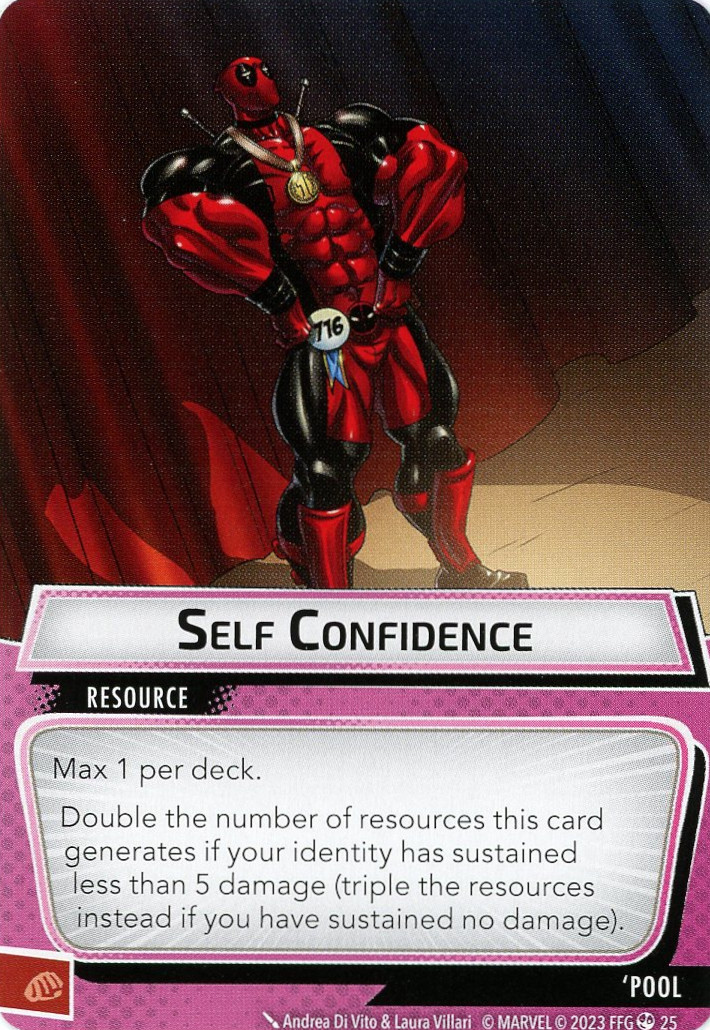 716
SELF CONFIDENCE
RESOURCE
Max 1 per deck.
Double the number of resources this card
generates if your identity has sustained
less than 5 damage (triple the resources
instead if you have sustained no damage).
'POOL
Andrea Di Vito & Laura Villari © MARVEL © 2023 FFG 25